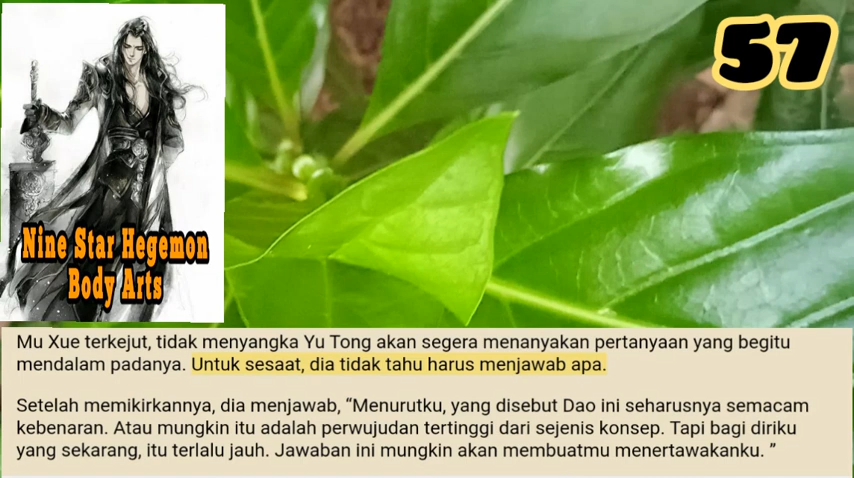 57
Nine Star Hegemon
Body Arts
Mu Xue terkejut, tidak menyangka Yu Tong akan segera menanyakan pertanyaan yang begitu
mendalam padanya. Untuk sesaat, dia tidak tahu harus menjawab apa.
Setelah memikirkannya, dia menjawab, “Menurutku, yang disebut Dao ini seharusnya semacam
kebenaran. Atau mungkin itu adalah perwujudan tertinggi dari sejenis konsep. Tapi bagi diriku
yang sekarang, itu terlalu jauh. Jawaban ini mungkin akan membuatmu menertawakanku. ”